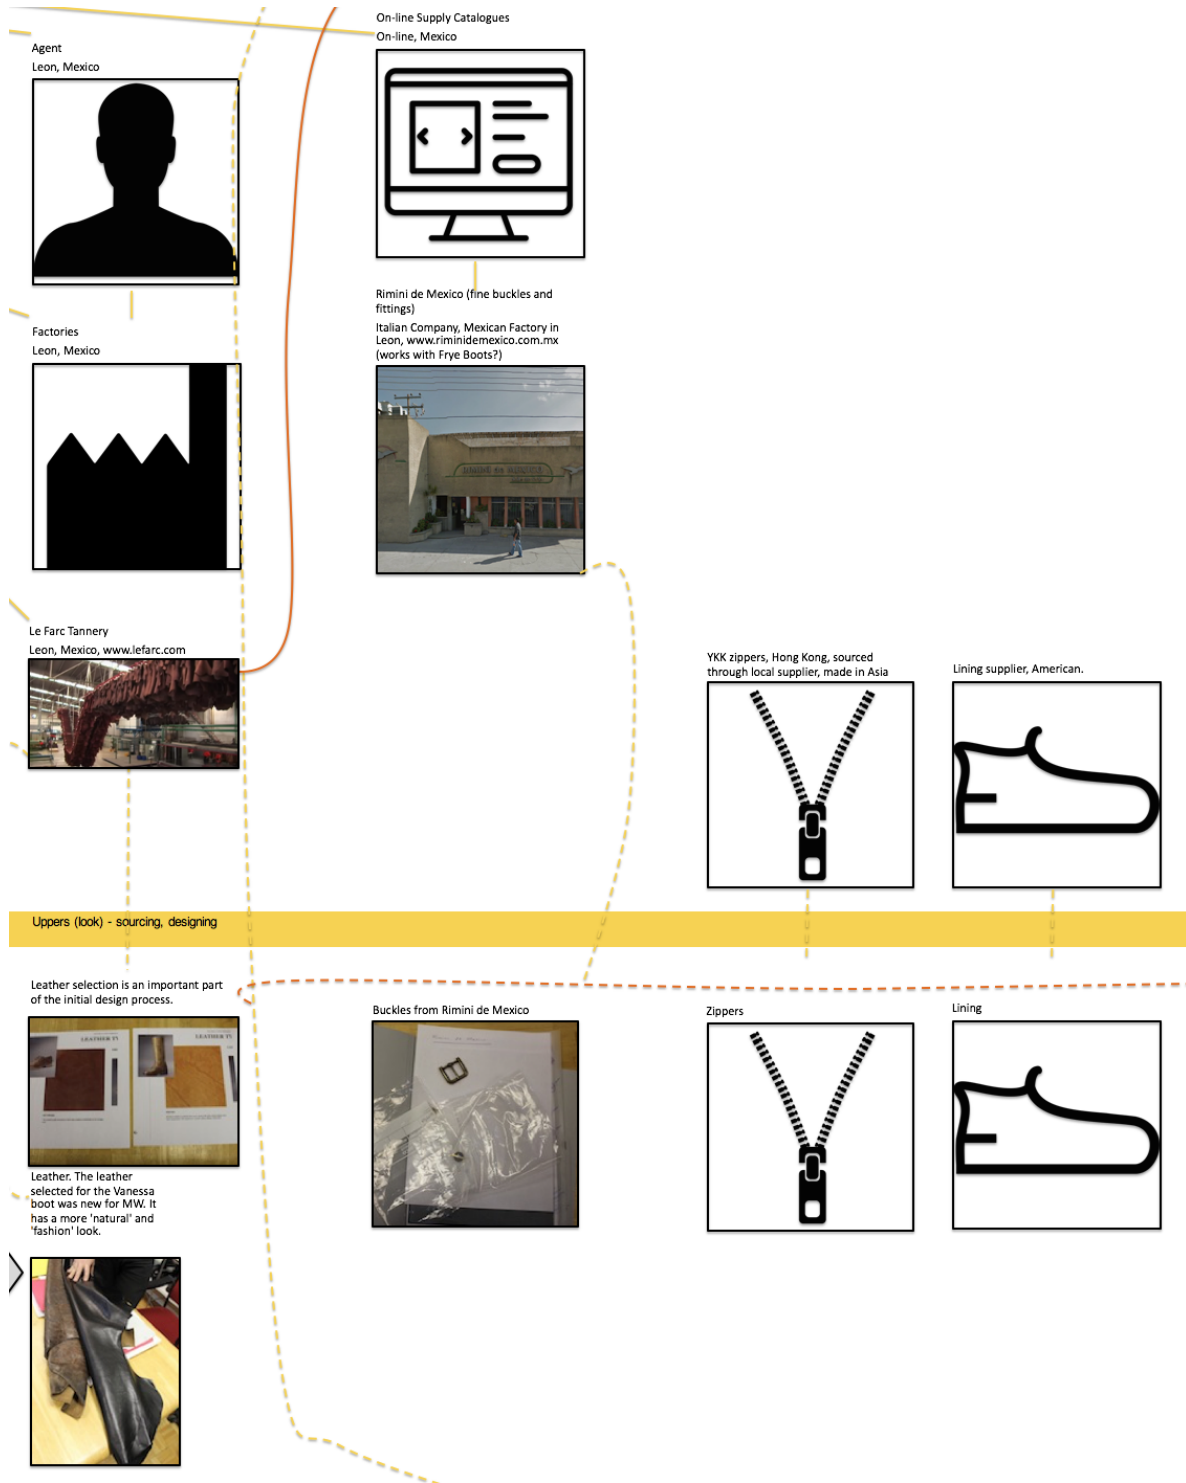 On-line Supply Catalogues
On-line, Mexico
Agent
Leon, Mexico
Rimini de Mexico (fine buckles and
fittings)
Italian Company, Mexican Factory in
Leon, www.riminidemexico.com.mx
(works with Frye Boots?)
Factories
Leon, Mexico
Le Farc Tannery
Leon, Mexico, www.lefarc.com
YKK zippers, Hong Kong, sourced
through local supplier, made in Asia
Lining supplier, American.
Uppers (look) - sourcing, designing
Leather selection is an important part
of the initial design process.
LEATHER
LEATHER
Buckles from Rimini de Mexico
Zippers
Lining
Leather. The leather
selected for the Vanessa
boot was new for MW. It
has a more 'natural' and
'fashion' look.